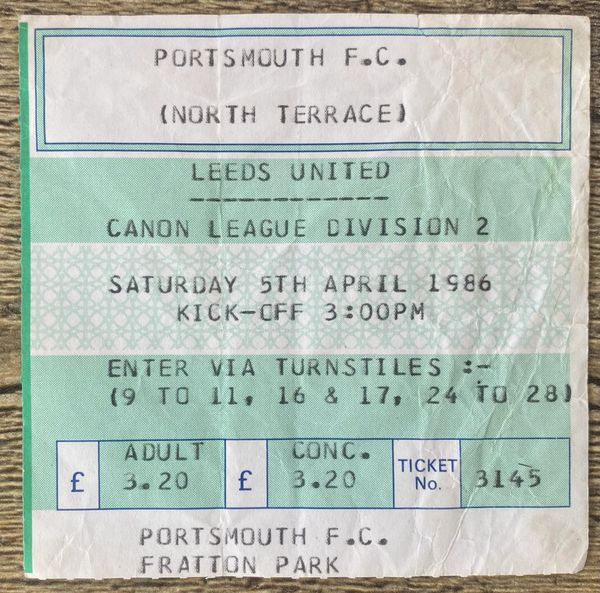 PORTSMOUTH F.C.
(NORTH TERRACE)
LEEDS UNITED
------------
CANON LEAGUE DIVISION 2
SATURDAY 5TH APRIL 1986
KICK-OFF 3:00PM
ENTER VIA TURNSTILES :-
(9 TO 11, 16 & 17, 24 TO 28)
£ ADULT 3.20 £ CONC. 3.20 TICKET No. 3145
PORTSMOUTH F.C.
FRATTON PARK